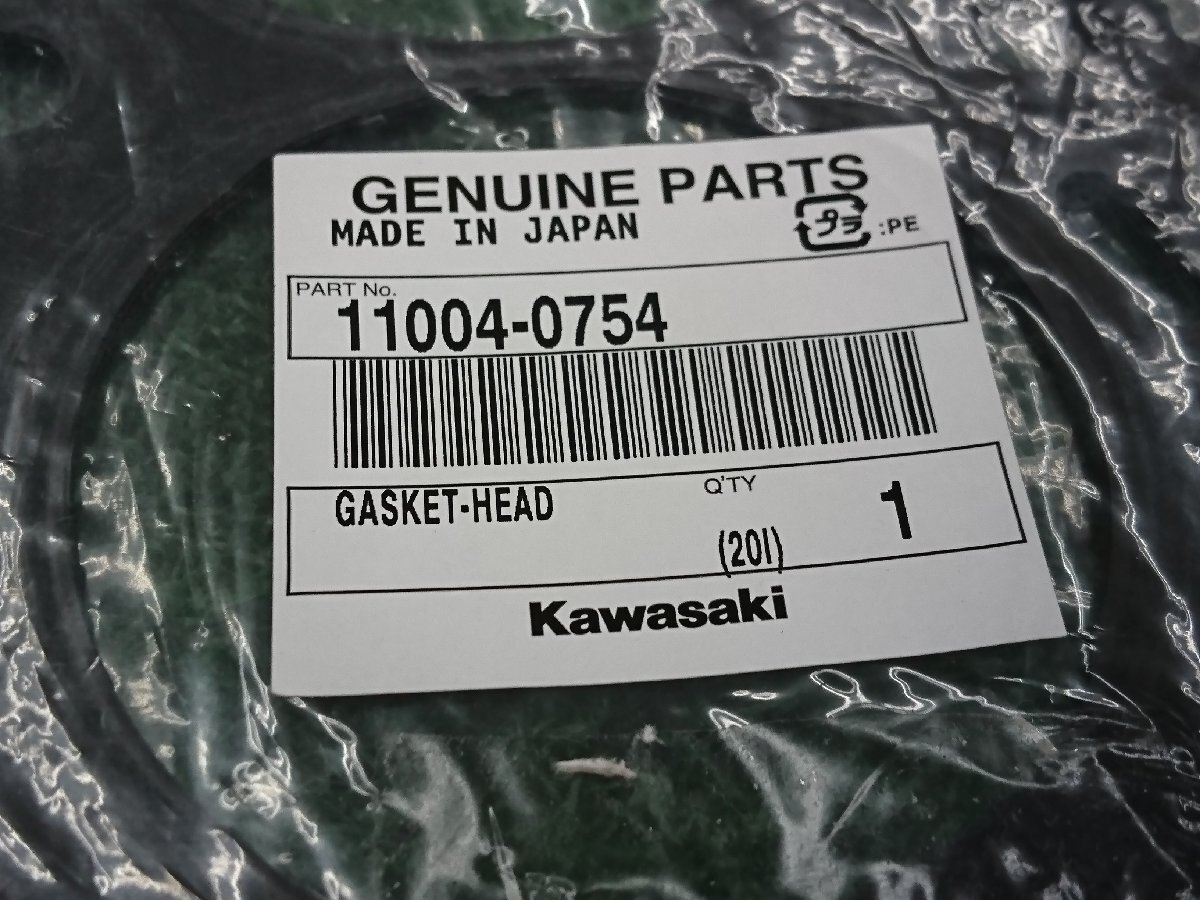 GENUINE PARTS
MADE IN JAPAN
プラ :PE
PART No.
11004-0754
GASKET-HEAD
Q'TY
1
(20I)
Kawasaki